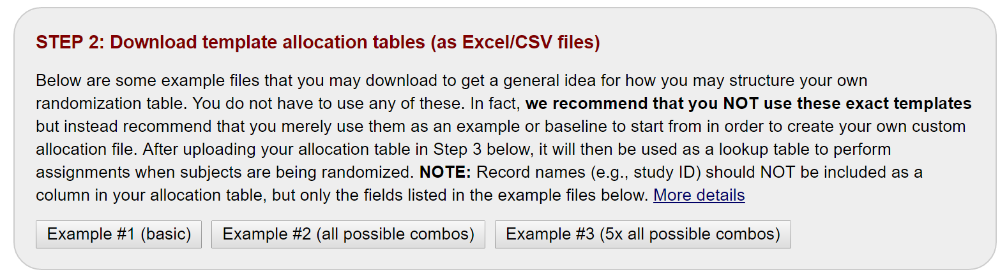 STEP 2: Download template allocation tables (as Excel/CSV files)
Below are some example files that you may download to get a general idea for how you may structure your own
randomization table. You do not have to use any of these. In fact, we recommend that you NOT use these exact templates
but instead recommend that you merely use them as an example or baseline to start from in order to create your own custom
allocation file. After uploading your allocation table in Step 3 below, it will then be used as a lookup table to perform
assignments when subjects are being randomized. NOTE: Record names (e.g., study ID) should NOT be included as a
column in your allocation table, but only the fields listed in the example files below. More details
Example #1 (basic) Example #2 (all possible combos) Example #3 (5x all possible combos)